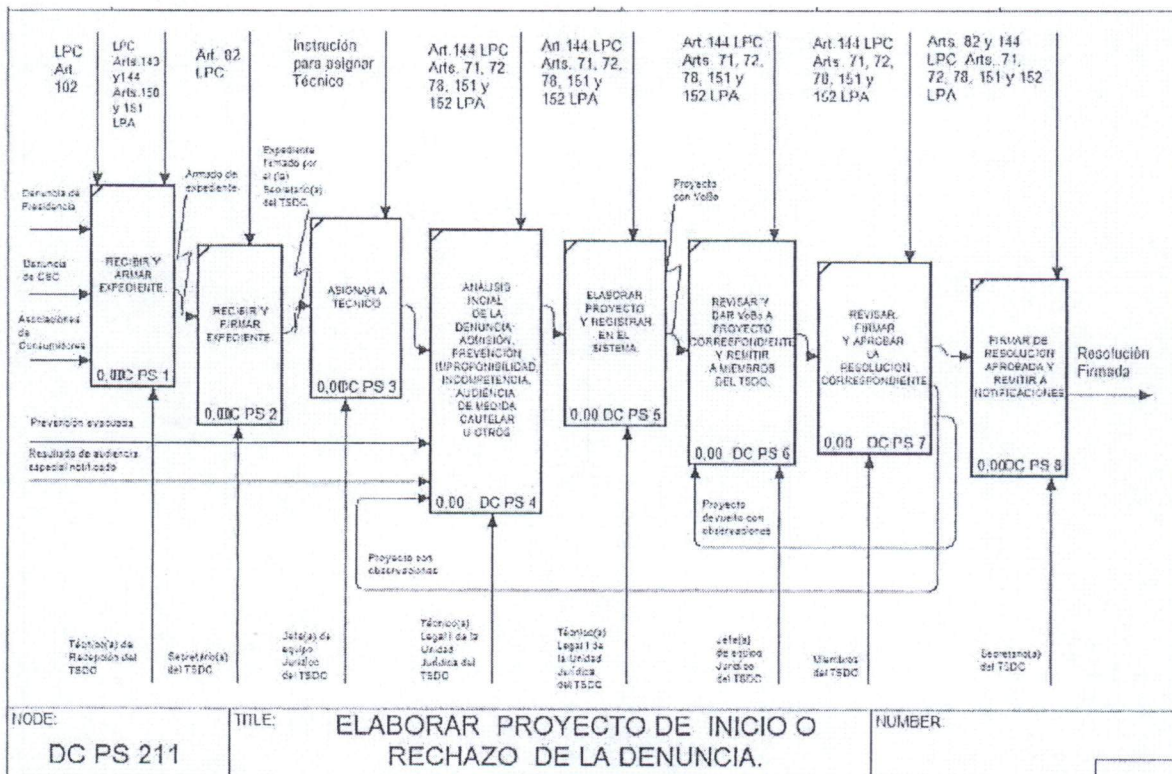 LPC
Art.
102
LPC
Arts.143
y144
Arts.150
y 151
LPA
Art. 82
LPC
Instrución
para asignar
Técnico
Art.144 LPC
Arts. 71, 72
78, 151 y
152 LPA
Art.144 LPC
Arts. 71, 72,
78, 151 y
152 LPA
Art.144 LPC
Arts. 71, 72,
78, 151 y
152 LPA
Art.144 LPC
Arts. 71, 72,
78, 151 y
152 LPA
Arts. 82 y 144
LPC Arts. 71,
72, 78, 151 y 152
LPA
Denuncia de
Presidencia
Denuncia
de CSC
Asociaciones
de
Consumidores
Armado de
expediente
Expediente
firmado por
el (la)
Secretario(a)
del TSDC.
Proyecto
con VoBo
RECIBIR Y
ARMAR
EXPEDIENTE.
0,00DC PS 1
RECIBIR Y
FIRMAR
EXPEDIENTE.
0,00DC PS 2
ASIGNAR A
TÉCNICO
0,00DC PS 3
ANÁLISIS
INCIAL
DE LA
DENUNCIA:
ADMISIÓN,
PREVENCIÓN
IMPROPONIBILIDAD,
INCOMPETENCIA,
AUDIENCIA
DE MEDIDA
CAUTELAR
U OTROS
0,00 DC PS 4
ELABORAR
PROYECTO
Y REGISTRAR
EN EL
SISTEMA.
0,00 DC PS 5
REVISAR Y
DAR VoBo A
PROYECTO
CORRESPONDIENTE
Y REMITIR
A MIEMBROS
DEL TSDC.
0,00 DC PS 6
REVISAR,
FIRMAR
Y APROBAR
LA
RESOLUCION
CORRESPONDIENTE
0,00 DC PS 7
FIRMAR DE
RESOLUCION
APROBADA Y
REMITIR A
NOTIFICACIONES
0,00DC PS 8
Resolución
Firmada
Prevención evacuada
Resultado de audiencia
especial notificado
Proyecto
devuelto con
observaciones
Proyecto con
observaciones
Técnico(a) de
Recepción del
TSDC
Secretario(a)
del TSDC
Jefe(a) de
equipo
Jurídico
del TSDC
Técnico(a)
Legal I de la
Unidad
Jurídica del
TSDC
Técnico(a)
Legal I de
la Unidad
Jurídica
del TSDC
Jefe(a)
de equipo
Jurídico
del TSDC
Miembros
del TSDC
Secretario(a)
del TSDC
NODE:
DC PS 211
TITLE:
ELABORAR PROYECTO DE INICIO O
RECHAZO DE LA DENUNCIA.
NUMBER: